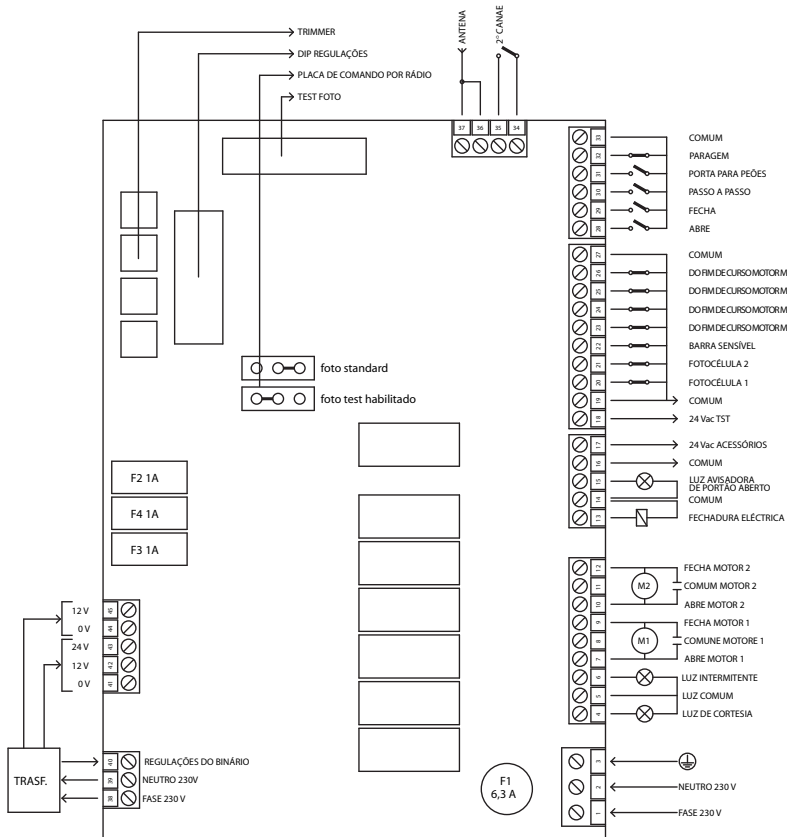 TRIMMER
DIP REGULAÇÕES
PLACA DE COMANDO POR RÁDIO
TEST FOTO
ANTENA
2° CANAE
37 36 35 34
33 COMUM
32 PARAGEM
31 PORTA PARA PEÕES
30 PASSO A PASSO
29 FECHA
28 ABRE
27 COMUM
26 DO FIM DE CURSO MOTOR M
25 DO FIM DE CURSO MOTOR M
24 DO FIM DE CURSO MOTOR M
23 DO FIM DE CURSO MOTOR M
22 BARRA SENSÍVEL
21 FOTOCÉLULA 2
20 FOTOCÉLULA 1
19 COMUM
18 24 Vac TST
foto standard
foto test habilitado
17 24 Vac ACESSÓRIOS
16 COMUM
15 LUZ AVISADORA
DE PORTÃO ABERTO
14 COMUM
13 FECHADURA ELÉCTRICA
F2 1A
F4 1A
F3 1A
12 FECHA MOTOR 2
11 M2 COMUM MOTOR 2
10 ABRE MOTOR 2
9 FECHA MOTOR 1
8 M1 COMUNE MOTORE 1
7 ABRE MOTOR 1
6 LUZ INTERMITENTE
5 LUZ COMUM
4 LUZ DE CORTESIA
12 V 45
0 V 44
24 V 43
12 V 42
0 V 41
TRASF.
40 REGULAÇÕES DO BINÁRIO
39 NEUTRO 230V
38 FASE 230 V
F1
6,3 A
3
2 NEUTRO 230 V
1 FASE 230 V